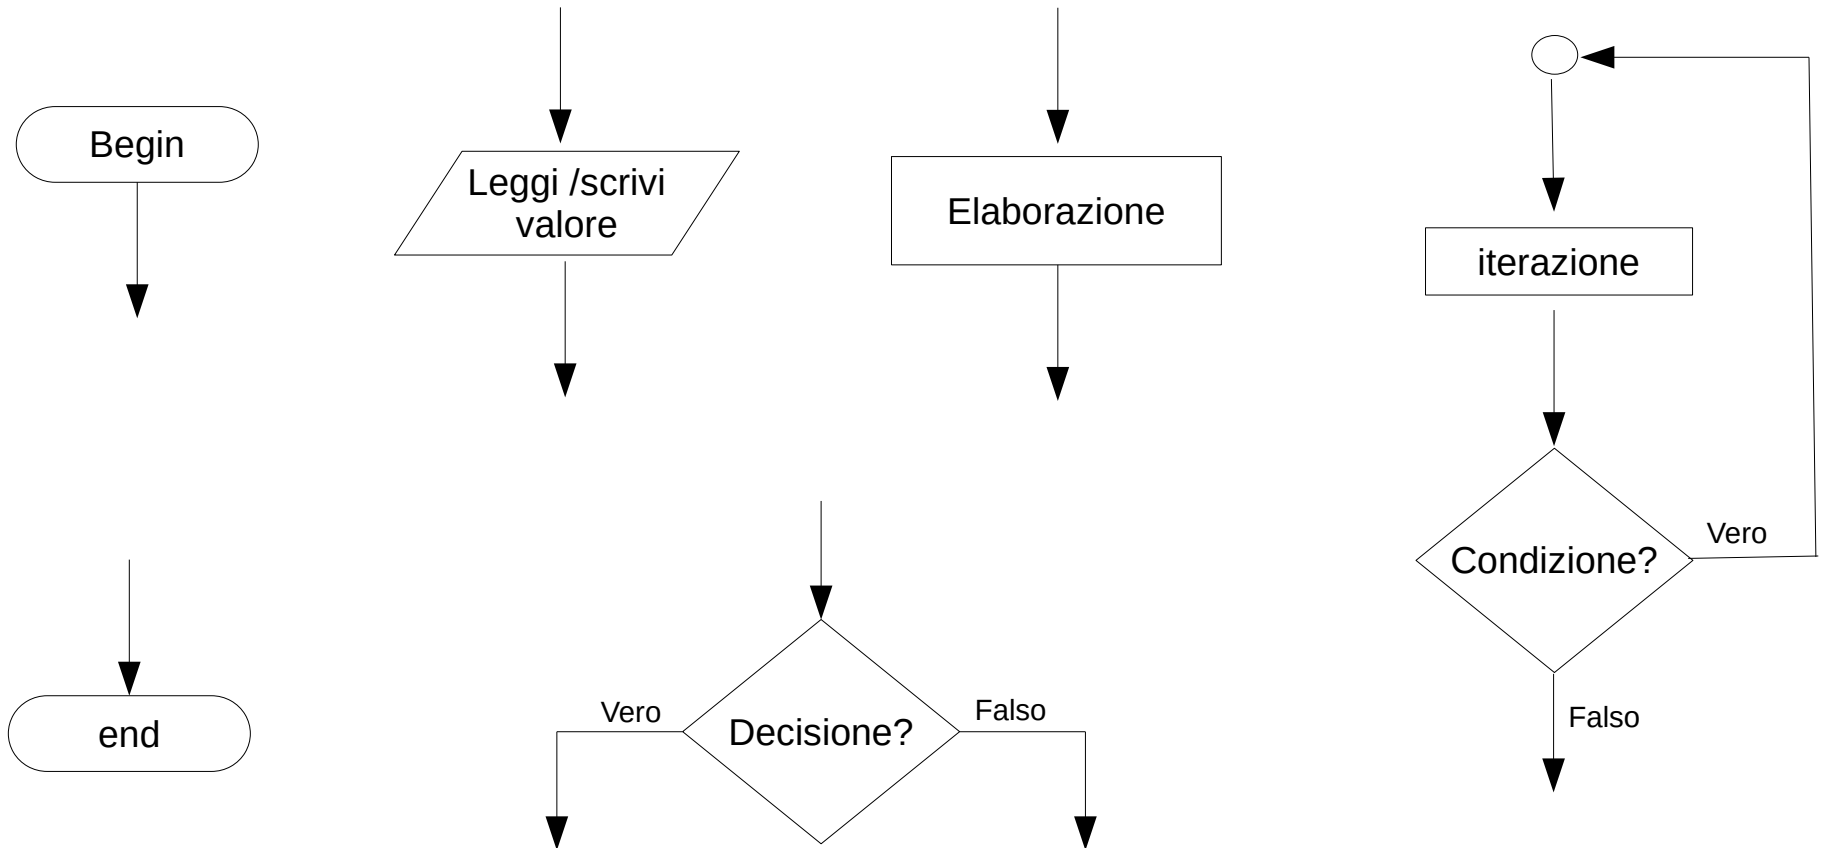 Begin
Leggi /scrivi
valore
Elaborazione
iterazione
Condizione?
Vero
Falso
end
Vero
Decisione?
Falso